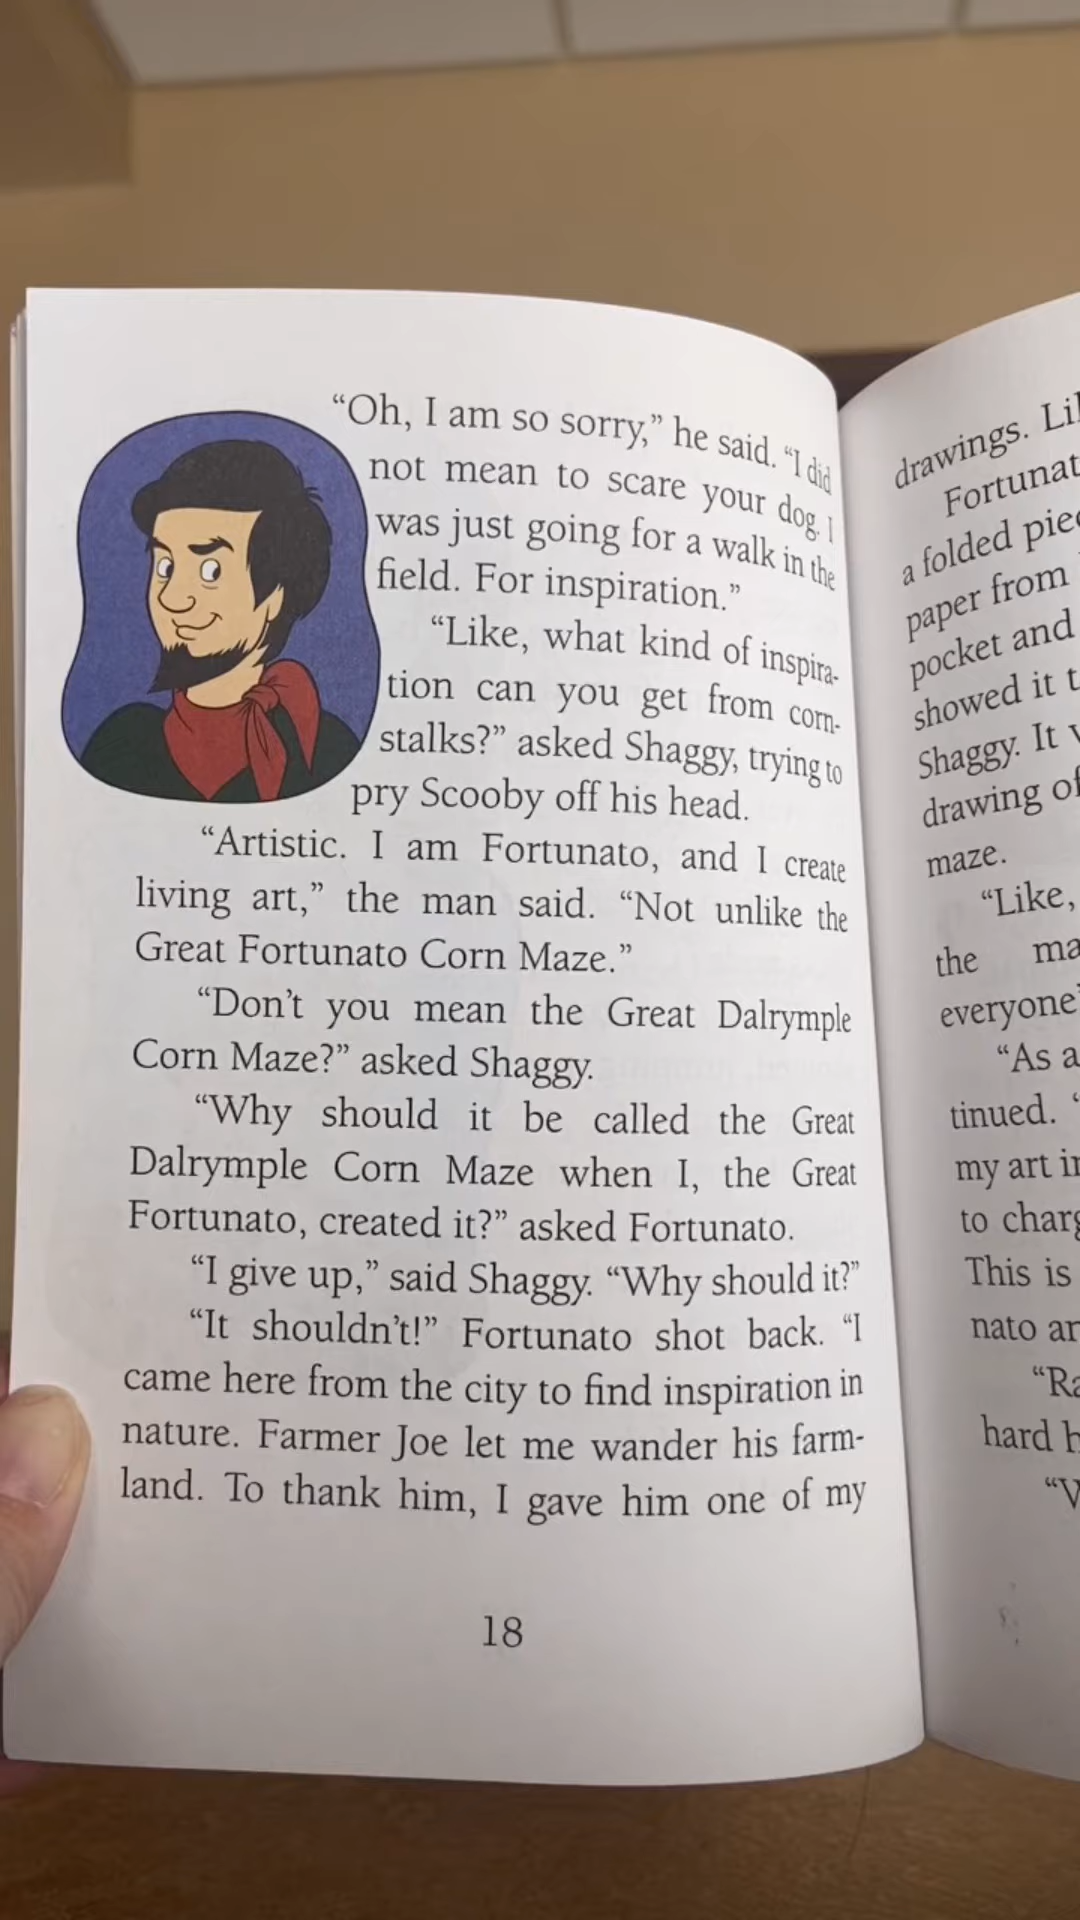 “Oh, I am so sorry,” he said. “I did
not mean to scare your dog. I
was just going for a walk in the
field. For inspiration.”
“Like, what kind of inspira-
tion can you get from corn-
stalks?” asked Shaggy, trying to
pry Scooby off his head.
“Artistic. I am Fortunato, and I create
living art,” the man said. “Not unlike the
Great Fortunato Corn Maze.”
“Don’t you mean the Great Dalrymple
Corn Maze?” asked Shaggy.
“Why should it be called the Great
Dalrymple Corn Maze when I, the Great
Fortunato, created it?” asked Fortunato.
“I give up,” said Shaggy. “Why should it?”
“It shouldn’t!” Fortunato shot back. “I
came here from the city to find inspiration in
nature. Farmer Joe let me wander his farm-
land. To thank him, I gave him one of my
18
drawings.
a folded
paper from
pocket and
showed it
Shaggy. It
drawing
maze.
“Like,
the
“As
tinued.
my art
to
This is
nato
hard